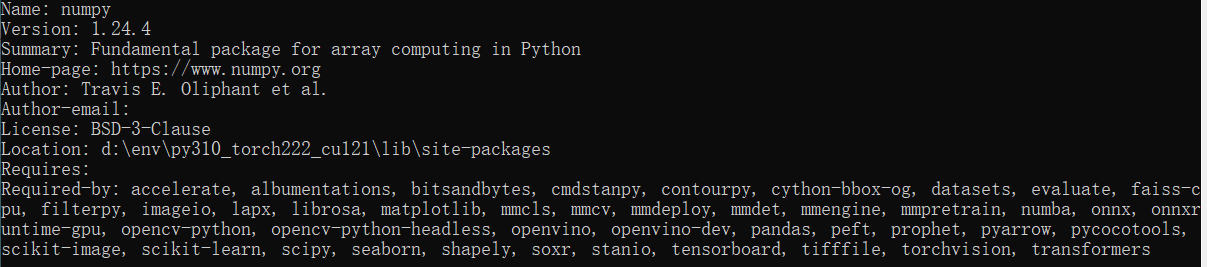 Name: numpy
Version: 1.24.4
Summary: Fundamental package for array computing in Python
Home-page: https://www.numpy.org
Author: Travis E. Oliphant et al.
Author-email:
License: BSD-3-Clause
Location: d:\env\py310_torch222_cu121\lib\site-packages
Requires:
Required-by: accelerate, albumentations, bitsandbytes, cmdstanpy, contourpy, cython-bbox-og, datasets, evaluate, faiss-c
pu, filterpy, imageio, lapx, librosa, matplotlib, mmcls, mmcv, mmdeploy, mmdet, mmengine, mmpretrain, numba, onnx, onnxr
untime-gpu, opencv-python, opencv-python-headless, openvino, openvino-dev, pandas, peft, prophet, pyarrow, pycocotools,
scikit-image, scikit-learn, scipy, seaborn, shapely, soxr, stanio, tensorboard, tifffile, torchvision, transformers